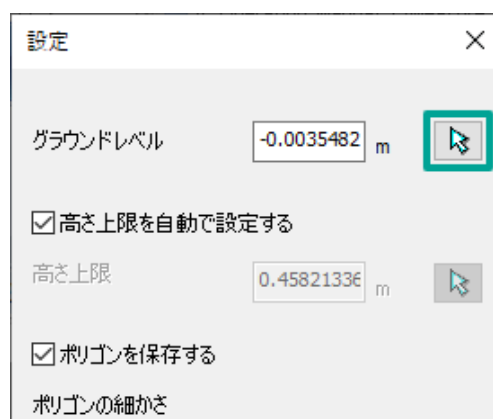 設定
グラウンドレベル -0.0035482 m
高さ上限を自動で設定する
高さ上限 0.45821336 m
ポリゴンを保存する
ポリゴンの細かさ